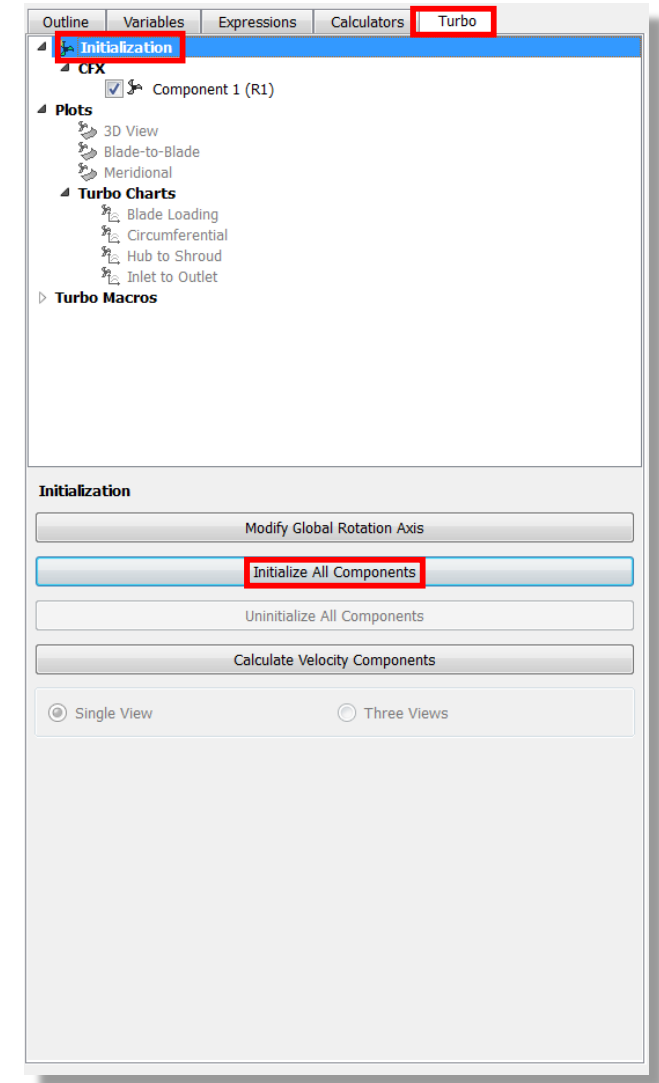 Outline Variables Expressions Calculators Turbo
Initialization
CFX
Component 1 (R1)
Plots
3D View
Blade-to-Blade
Meridional
Turbo Charts
Blade Loading
Circumferential
Hub to Shroud
Inlet to Outlet
Turbo Macros
Initialization
Modify Global Rotation Axis
Initialize All Components
Uninitialize All Components
Calculate Velocity Components
Single View Three Views